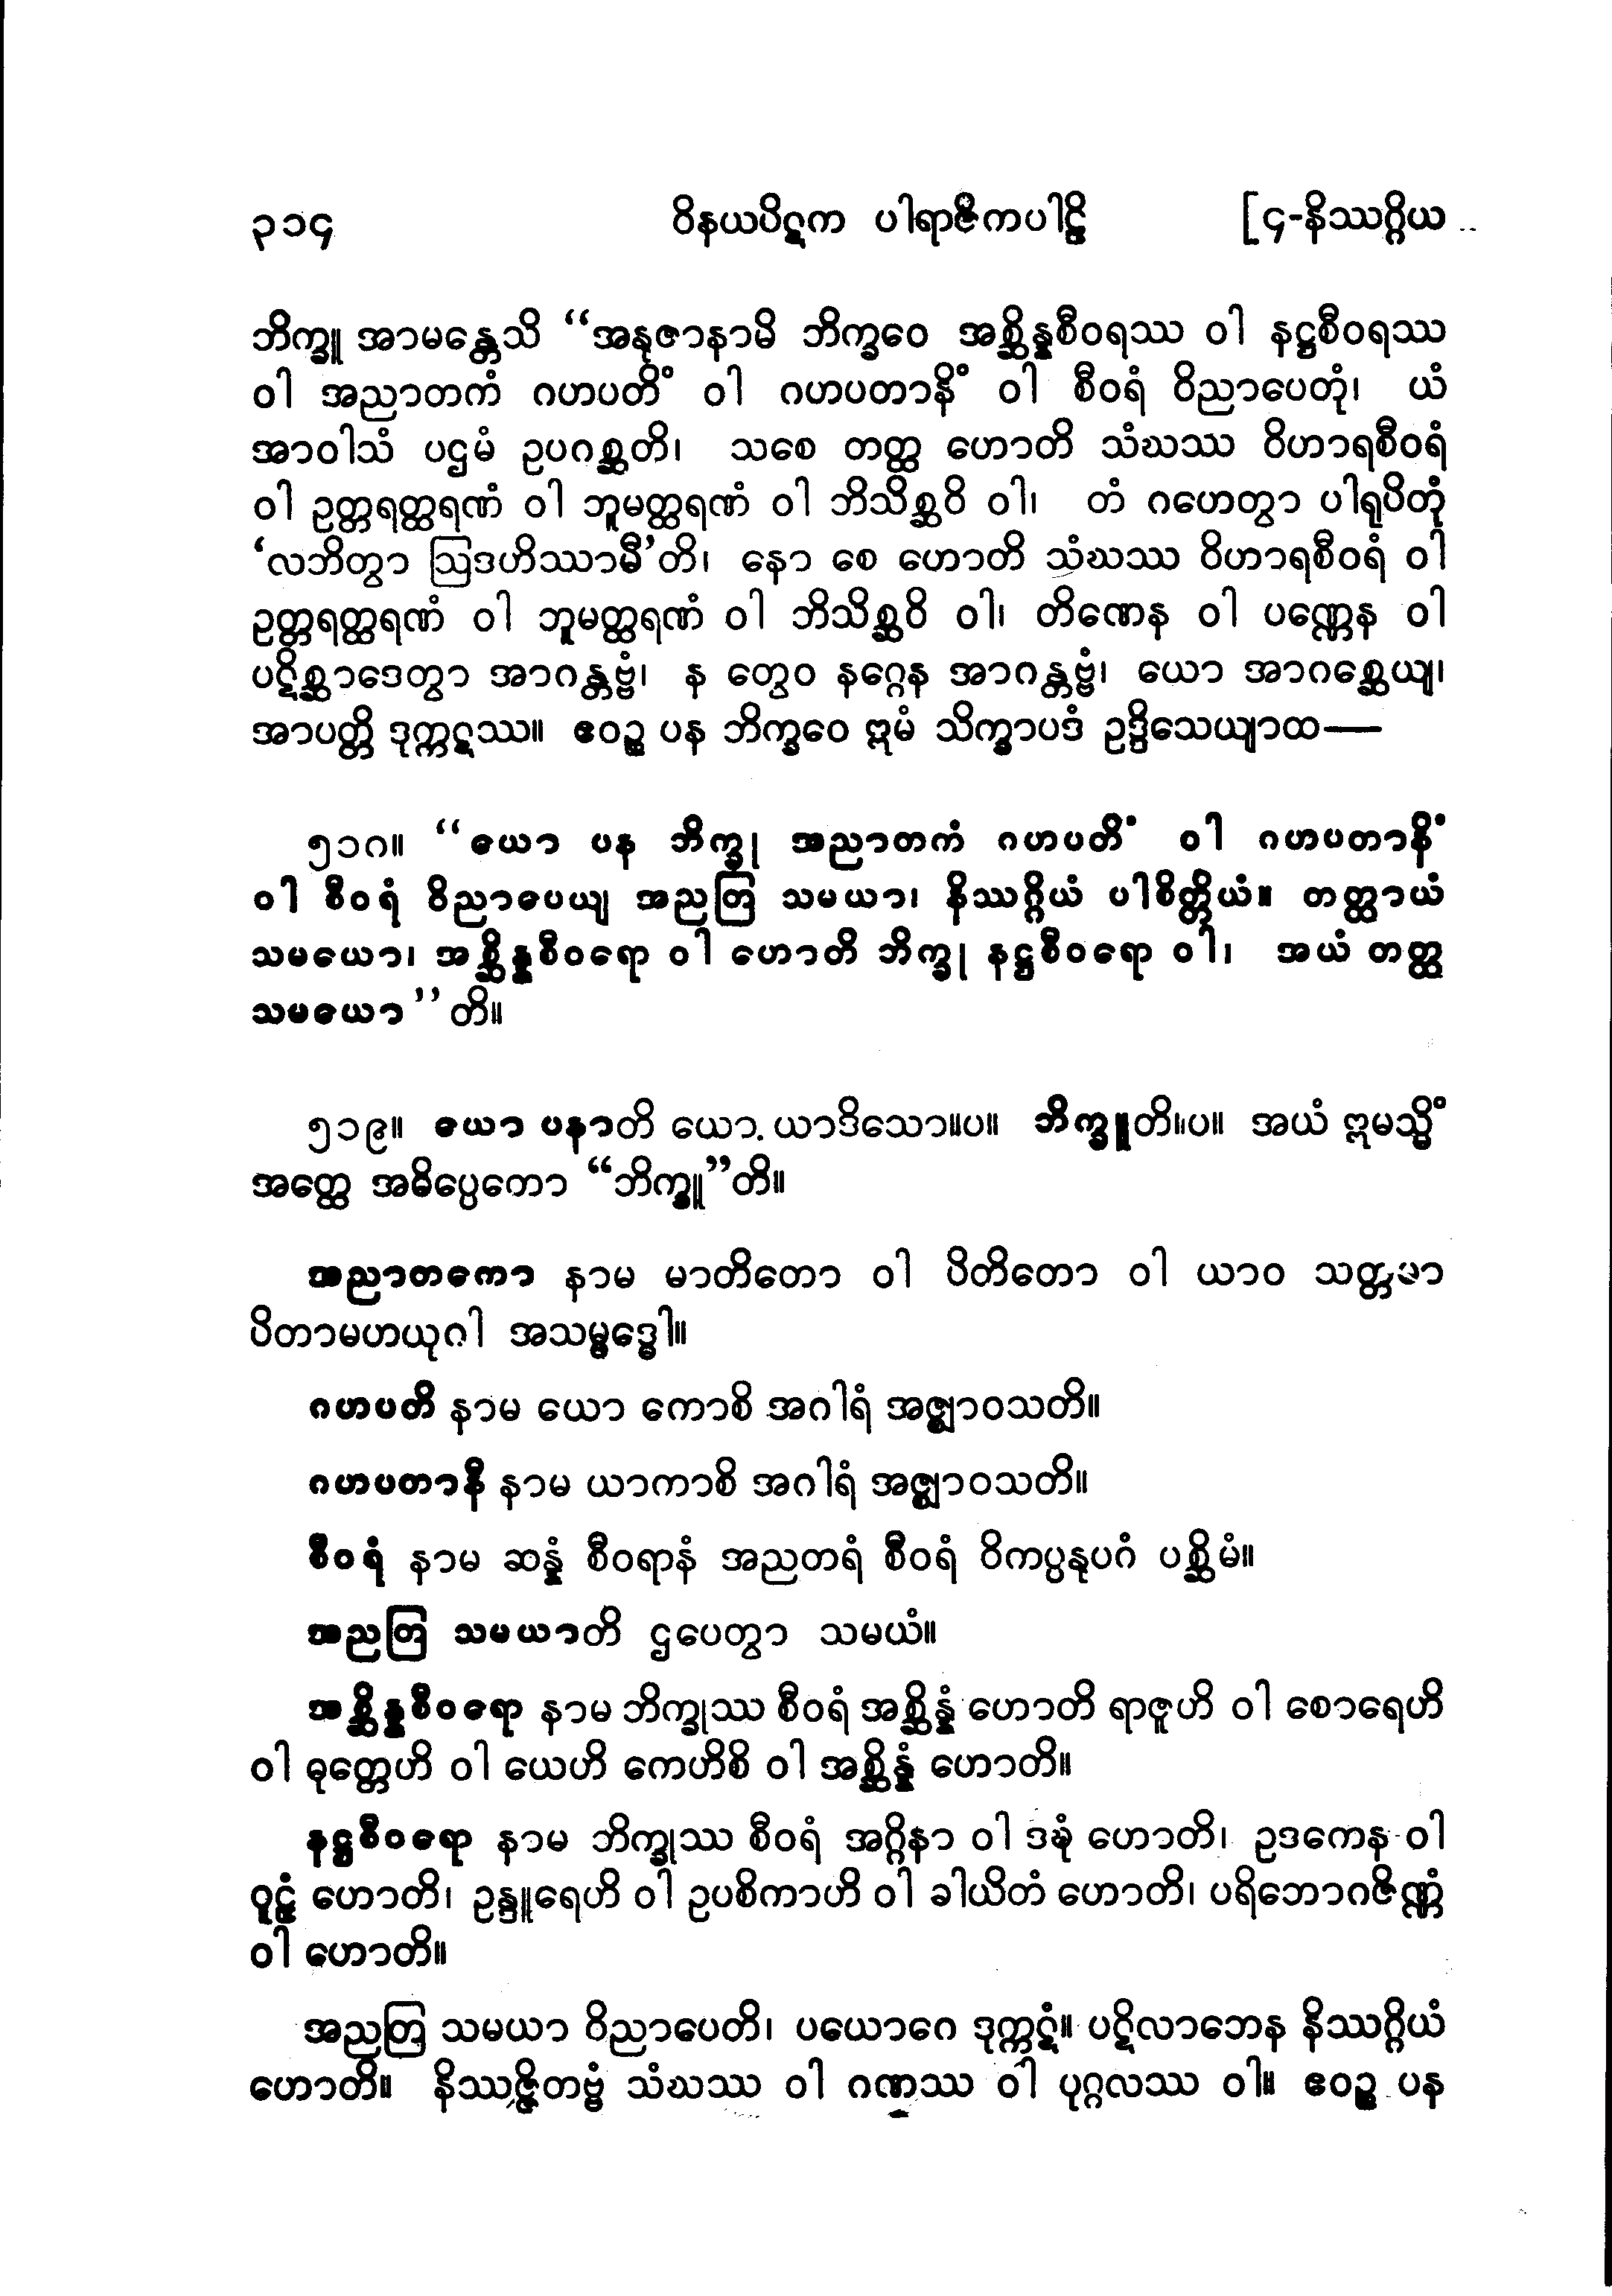 ၃၁၄ ဝိနယပိဋက ပါရာဇိကပါဠိ [၄-နိဿဂ္ဂိယ
ဘိက္ခူ အာမန္တေသိ “အနုဇာနာမိ ဘိက္ခဝေ အစ္ဆိန္နစီဝရဿ ဝါ နဋ္ဌစီဝရဿ
ဝါ အညာတကံ ဂဟပတိံ ဝါ ဂဟပတာနိံ ဝါ စီဝရံ ဝိညာပေတုံ၊ ယံ
အာဝါသံ ပဌမံ ဥပဂစ္ဆတိ၊ သစေ တတ္ထ ဟောတိ သံဃဿ ဝိဟာရစီဝရံ
ဝါ ဥတ္တရတ္ထရဏံ ဝါ ဘူမတ္ထရဏံ ဝါ ဘိသိစ္ဆဝိ ဝါ၊ တံ ဂဟေတွာ ပါရုပိတုံ
‘လဘိတွာ ဩဒဟိဿာမီ’တိ၊ နော စေ ဟောတိ သံဃဿ ဝိဟာရစီဝရံ ဝါ
ဥတ္တရတ္ထရဏံ ဝါ ဘူမတ္ထရဏံ ဝါ ဘိသိစ္ဆဝိ ဝါ၊ တိဏေန ဝါ ပဏ္ဏေန ဝါ
ပဋိစ္ဆာဒေတွာ အာဂန္တဗ္ဗံ၊ န တွေဝ နဂ္ဂေန အာဂန္တဗ္ဗံ၊ ယော အာဂစ္ဆေယျ၊
အာပတ္တိ ဒုက္ကဋဿ။ ဧဝဉ္စ ပန ဘိက္ခဝေ ဣမံ သိက္ခာပဒံ ဥဒ္ဒိသေယျာထ—
၅၁၈။ “ယော ပန ဘိက္ခု အညာတကံ ဂဟပတိံ ဝါ ဂဟပတာနိံ
ဝါ စီဝရံ ဝိညာပေယျ အညတြ သမယာ၊ နိဿဂ္ဂိယံ ပါစိတ္တိယံ။ တတ္ထာယံ
သမယော၊ အစ္ဆိန္နစီဝရော ဝါ ဟောတိ ဘိက္ခု နဋ္ဌစီဝရော ဝါ၊ အယံ တတ္ထ
သမယော”တိ။
၅၁၉။ ယော ပနာတိ ယော ယာဒိသော။ပ။ ဘိက္ခူတိ။ပ။ အယံ ဣမသ္မိံ
အတ္ထေ အဓိပ္ပေတော “ဘိက္ခူ”တိ။
အညာတကော နာမ မာတိတော ဝါ ပိတိတော ဝါ ယာဝ သတ္တမာ
ပိတာမဟယုဂါ အသမ္ဗဒ္ဓေါ။
ဂဟပတိ နာမ ယော ကောစိ အဂါရံ အဇ္ဈာဝသတိ။
ဂဟပတာနီ နာမ ယာကာစိ အဂါရံ အဇ္ဈာဝသတိ။
စီဝရံ နာမ ဆန္နံ စီဝရာနံ အညတရံ စီဝရံ ဝိကပ္ပနုပဂံ ပစ္ဆိမံ။
အညတြ သမယာတိ ဌပေတွာ သမယံ။
အစ္ဆိန္နစီဝရော နာမ ဘိက္ခုဿ စီဝရံ အစ္ဆိန္နံ ဟောတိ ရာဇူဟိ ဝါ စောရေဟိ
ဝါ ဓုတ္တေဟိ ဝါ ယေဟိ ကေဟိစိ ဝါ အစ္ဆိန္နံ ဟောတိ။
နဋ္ဌစီဝရော နာမ ဘိက္ခုဿ စီဝရံ အဂ္ဂိနာ ဝါ ဒဍ္ဎံ ဟောတိ၊ ဥဒကေန ဝါ
ဝူဠှံ ဟောတိ၊ ဥန္ဒူရေဟိ ဝါ ဥပစိကာဟိ ဝါ ခါယိတံ ဟောတိ၊ ပရိဘောဂဇိဏ္ဏံ
ဝါ ဟောတိ။
အညတြ သမယာ ဝိညာပေတိ၊ ပယောဂေ ဒုက္ကဋံ။ ပဋိလာဘေန နိဿဂ္ဂိယံ
ဟောတိ။ နိဿဇ္ဇိတဗ္ဗံ သံဃဿ ဝါ ဂဏဿ ဝါ ပုဂ္ဂလဿ ဝါ။ ဧဝဉ္စ ပန